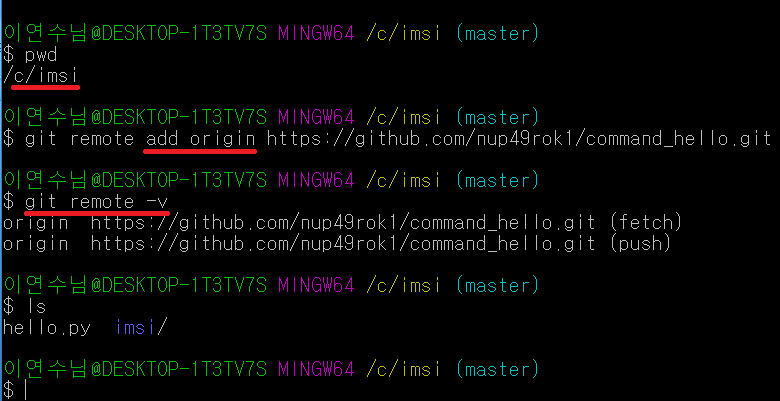 이연수님@DESKTOP-1T3TV7S MINGW64 /c/imsi (master)
$ pwd
/c/imsi
이연수님@DESKTOP-1T3TV7S MINGW64 /c/imsi (master)
$ git remote add origin https://github.com/nup49rok1/command_hello.git
이연수님@DESKTOP-1T3TV7S MINGW64 /c/imsi (master)
$ git remote -v
origin  https://github.com/nup49rok1/command_hello.git (fetch)
origin  https://github.com/nup49rok1/command_hello.git (push)
이연수님@DESKTOP-1T3TV7S MINGW64 /c/imsi (master)
$ ls
hello.py  imsi/
이연수님@DESKTOP-1T3TV7S MINGW64 /c/imsi (master)
$